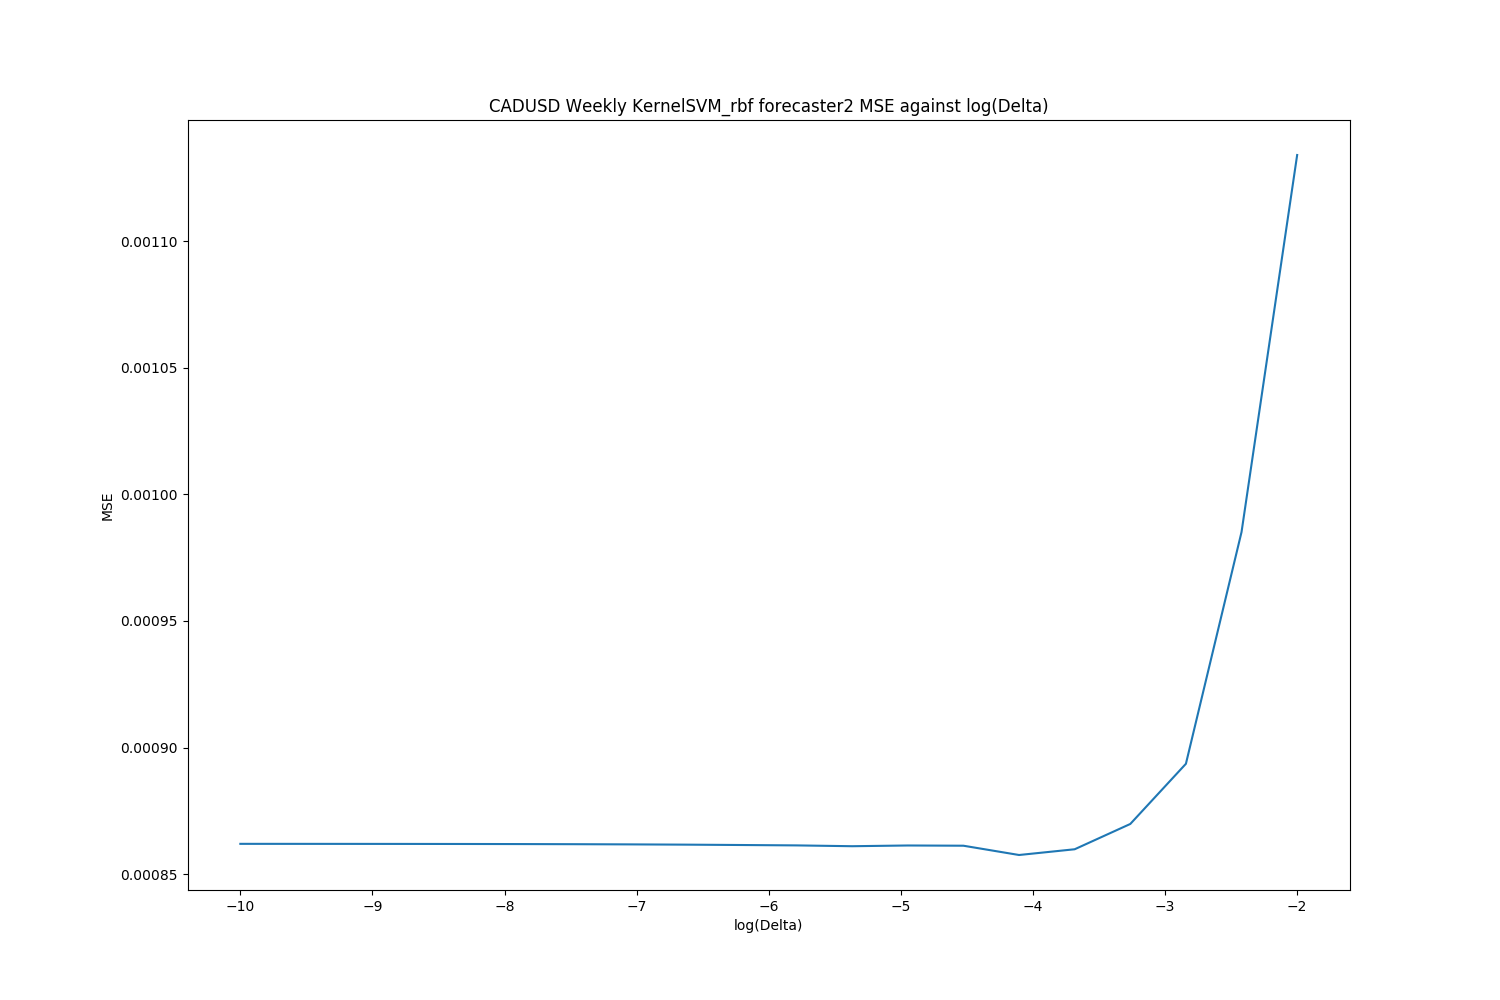 CADUSD Weekly KernelSVM_rbf forecaster2 MSE against log(Delta)
0.00110
0.00105
0.00100
0.00095
0.00090
0.00085
MSE
−10 −9 −8 −7 −6 −5 −4 −3 −2
log(Delta)